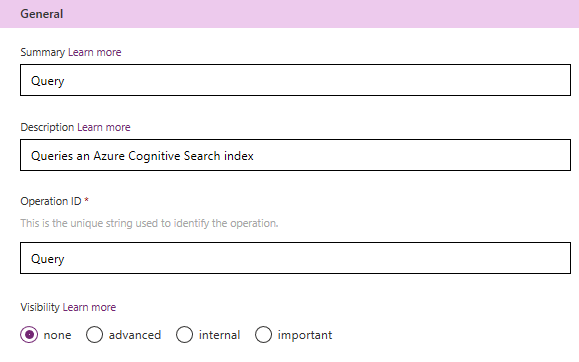 General
Summary Learn more
Query
Description Learn more
Queries an Azure Cognitive Search index
Operation ID *
This is the unique string used to identify the operation.
Query
Visibility Learn more
none advanced internal important